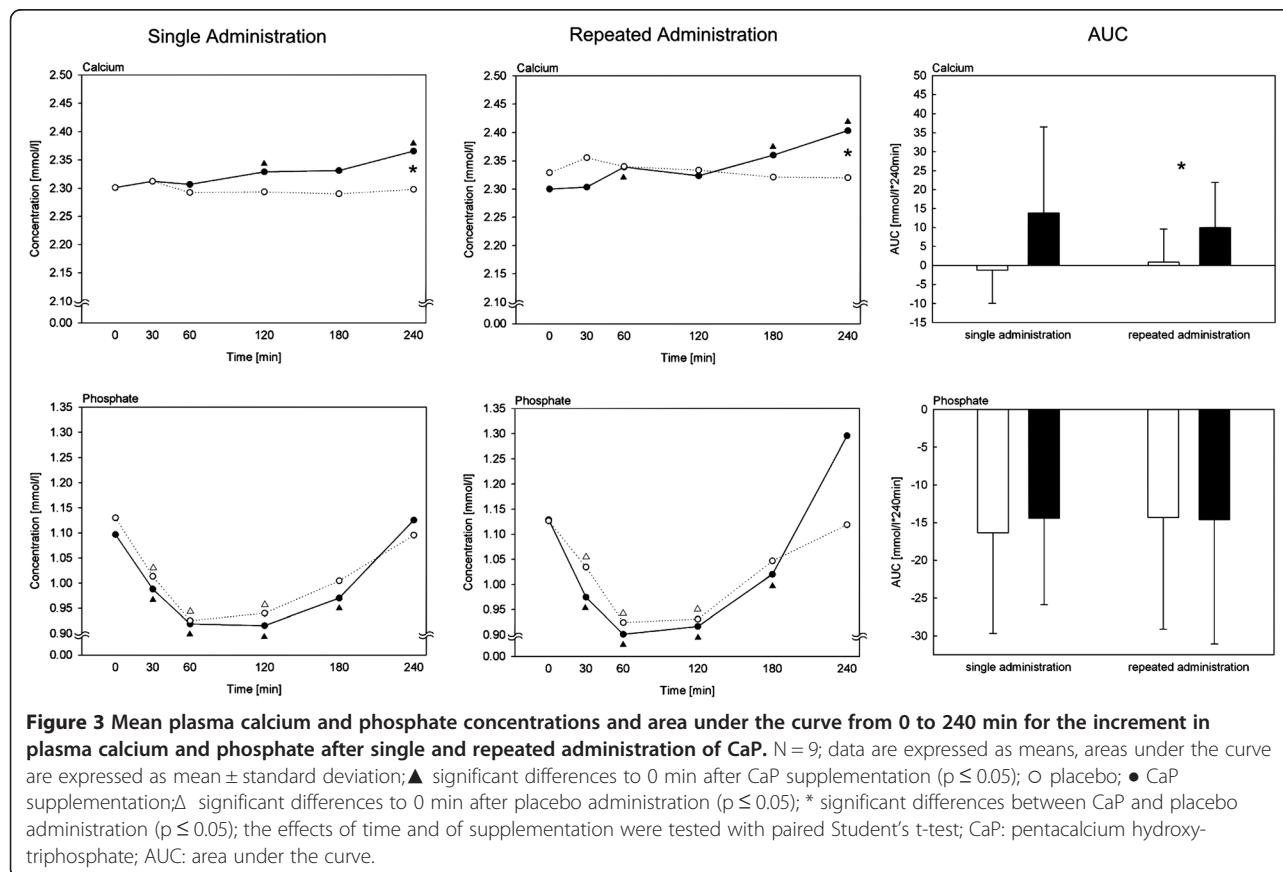 Single Administration
Repeated Administration
AUC
Calcium
2.50
2.45
2.40
2.35
2.30
2.25
2.20
2.15
2.10
0.00
Concentration [mmol/l]
0 30 60 120 180 240
Time [min]
*
Calcium
2.50
2.45
2.40
2.35
2.30
2.25
2.20
2.15
2.10
0.00
Concentration [mmol/l]
0 30 60 120 180 240
Time [min]
*
Calcium
50
45
40
35
30
25
20
15
10
5
0
-5
-10
-15
AUC [mmol/l*240min]
*
single administration repeated administration
Phosphate
1.35
1.30
1.25
1.20
1.15
1.10
1.05
1.00
0.95
0.90
0.00
Concentration [mmol/l]
0 30 60 120 180 240
Time [min]
Phosphate
1.35
1.30
1.25
1.20
1.15
1.10
1.05
1.00
0.95
0.90
0.00
Concentration [mmol/l]
0 30 60 120 180 240
Time [min]
Phosphate
0
-5
-10
-15
-20
-25
-30
AUC [mmol/l*240min]
single administration repeated administration
Figure 3 Mean plasma calcium and phosphate concentrations and area under the curve from 0 to 240 min for the increment in
plasma calcium and phosphate after single and repeated administration of CaP. N = 9; data are expressed as means, areas under the curve
are expressed as mean ± standard deviation; ▲ significant differences to 0 min after CaP supplementation (p ≤ 0.05); ○ placebo; ● CaP
supplementation;Δ significant differences to 0 min after placebo administration (p ≤ 0.05); * significant differences between CaP and placebo
administration (p ≤ 0.05); the effects of time and of supplementation were tested with paired Student's t-test; CaP: pentacalcium hydroxy-
triphosphate; AUC: area under the curve.